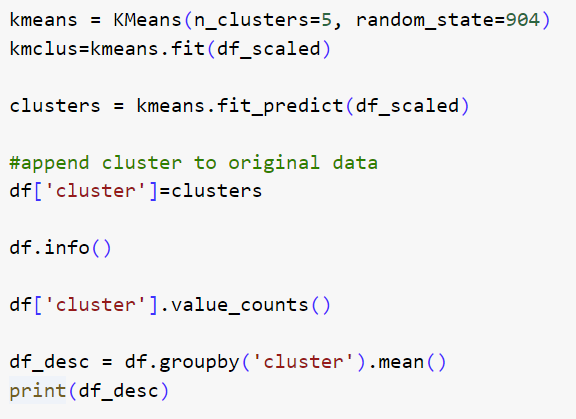 kmeans = KMeans(n_clusters=5, random_state=904)
kmclus=kmeans.fit(df_scaled)
clusters = kmeans.fit_predict(df_scaled)
#append cluster to original data
df['cluster']=clusters
df.info()
df['cluster'].value_counts()
df_desc = df.groupby('cluster').mean()
print(df_desc)